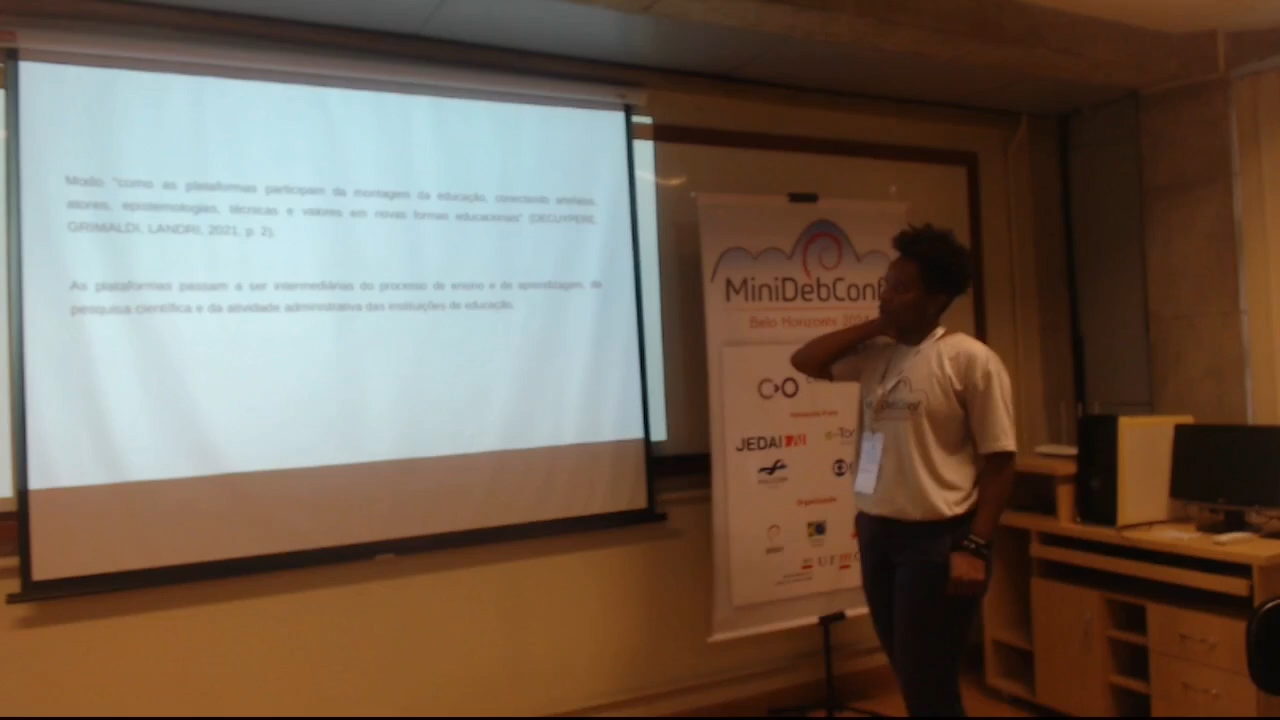 Modo "como as plataformas participam da montagem da educação, conectando artefatos,
atores, epistemologias, técnicas e valores em novas formas educacionais" (DECUYPERE,
GRIMALDI, LANDRI, 2021, p. 2).
As plataformas passam a ser intermediárias do processo de ensino e de aprendizagem, da
pesquisa científica e da atividade administrativa das instituições de educação.
MiniDebConf
Belo Horizonte 2024
JEDAI
Organização